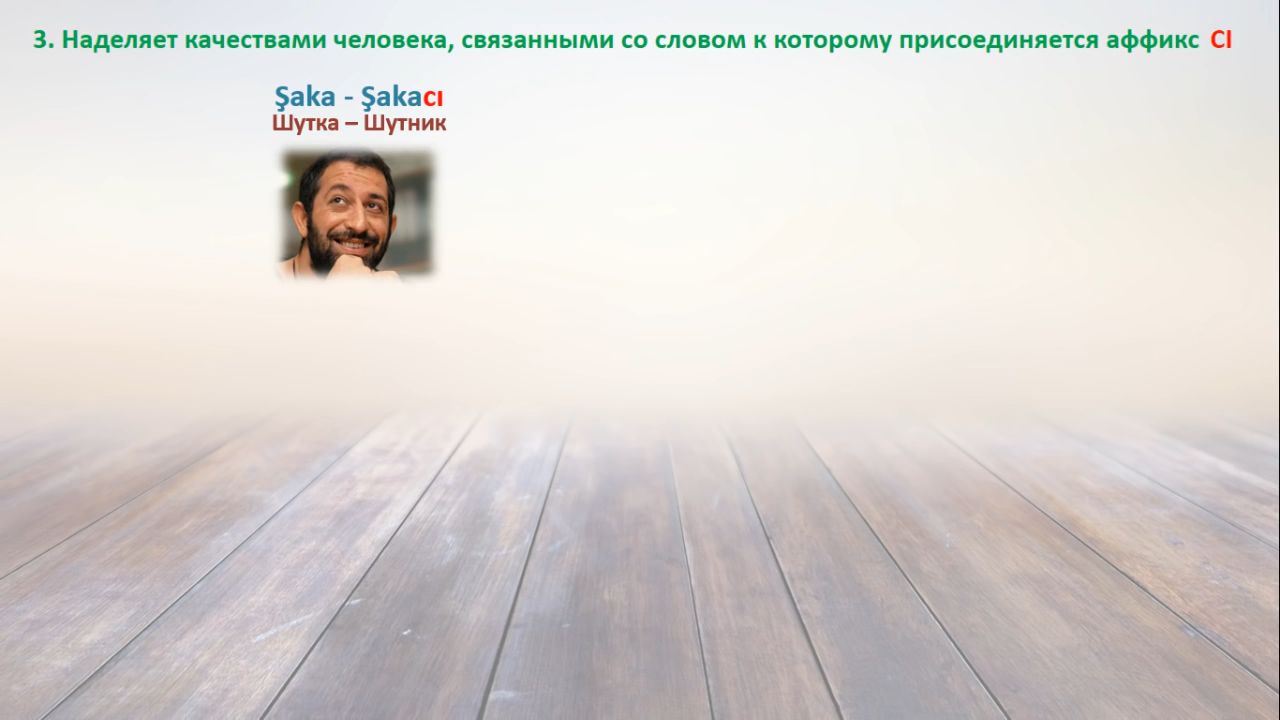 3. Наделяет качествами человека, связанными со словом к которому присоединяется аффикс CI
Şaka - Şakacı
Шутка – Шутник